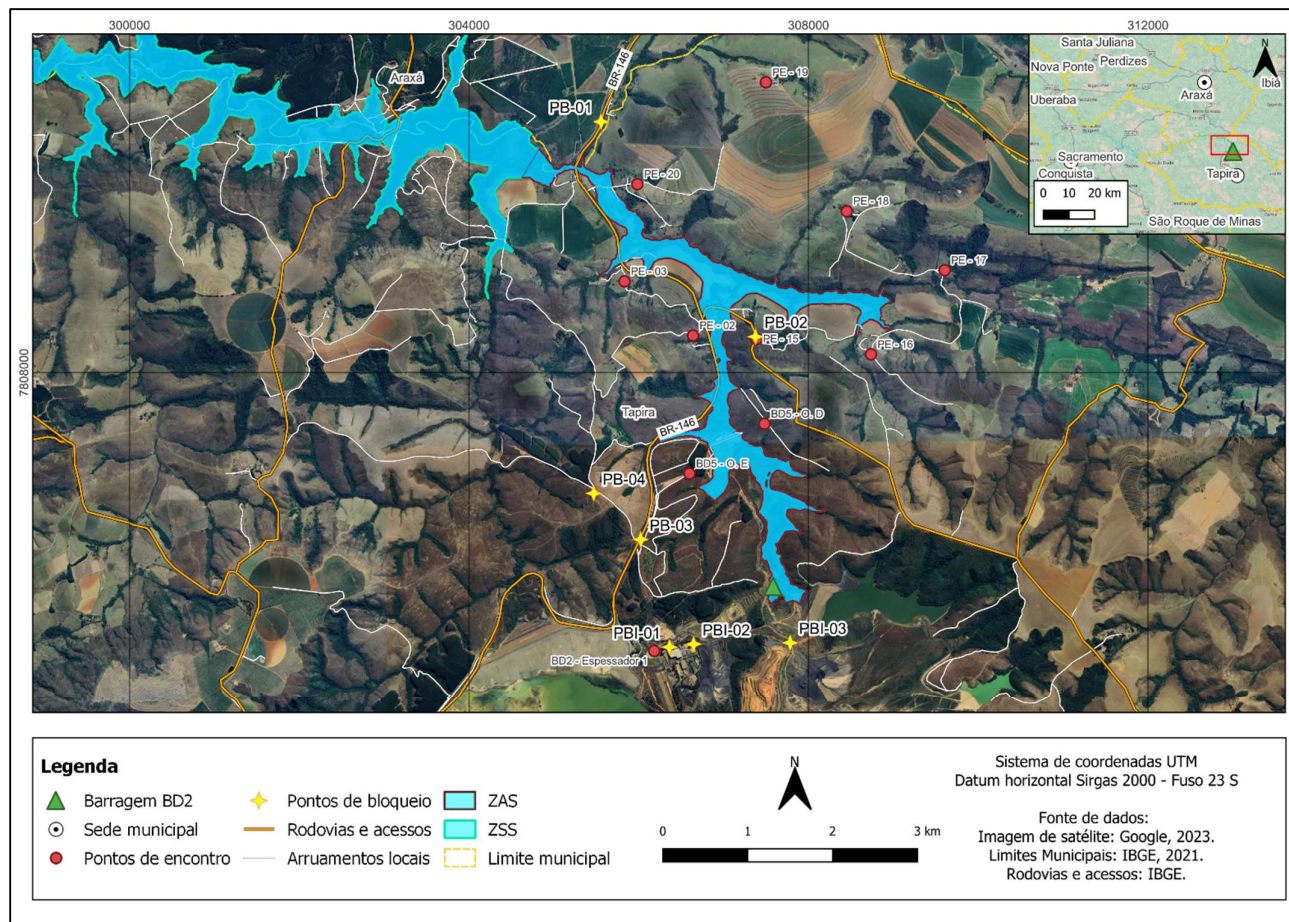 300000
304000
308000
312000
7808000
Araxá
BR-146
PB-01
PE - 19
PE - 20
PE - 18
PE - 17
PE - 03
PE - 02
PB-02
PE - 15
PE - 16
Tapira
BR-146
BD5 - O. D
BD5 - O. E
PB-04
PB-03
PBI-01
PBI-02
PBI-03
BD2 - Espessador 1
Santa Juliana
Perdizes
Nova Ponte
Ibiá
Uberaba
Araxá
Sacramento
Conquista
Tapira
São Roque de Minas
N
0 10 20 km
Legenda
Barragem BD2
Sede municipal
Pontos de encontro
Pontos de bloqueio
Rodovias e acessos
Arruamentos locais
ZAS
ZSS
Limite municipal
N
0 1 2 3 km
Sistema de coordenadas UTM
Datum horizontal Sirgas 2000 - Fuso 23 S
Fonte de dados:
Imagem de satélite: Google, 2023.
Limites Municipais: IBGE, 2021.
Rodovias e acessos: IBGE.